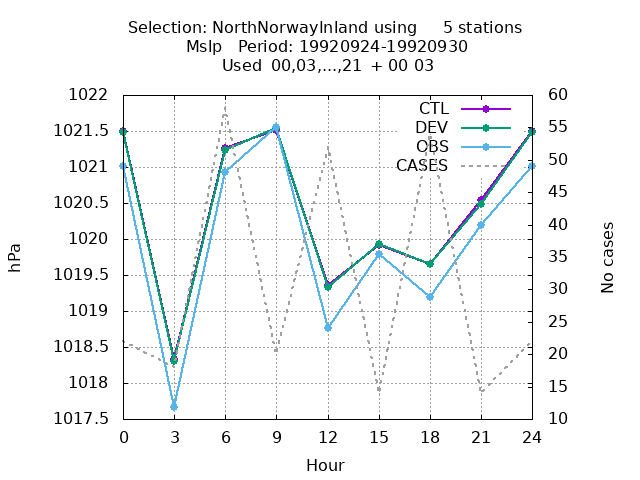 Selection: NorthNorwayInland using     5 stations
Mslp   Period: 19920924-19920930
Used  00,03,...,21  + 00 03
1022
1021.5
1021
1020.5
1020
1019.5
1019
1018.5
1018
1017.5
hPa
CTL
DEV
OBS
CASES
60
55
50
45
40
35
30
25
20
15
10
No cases
0 3 6 9 12 15 18 21 24
Hour